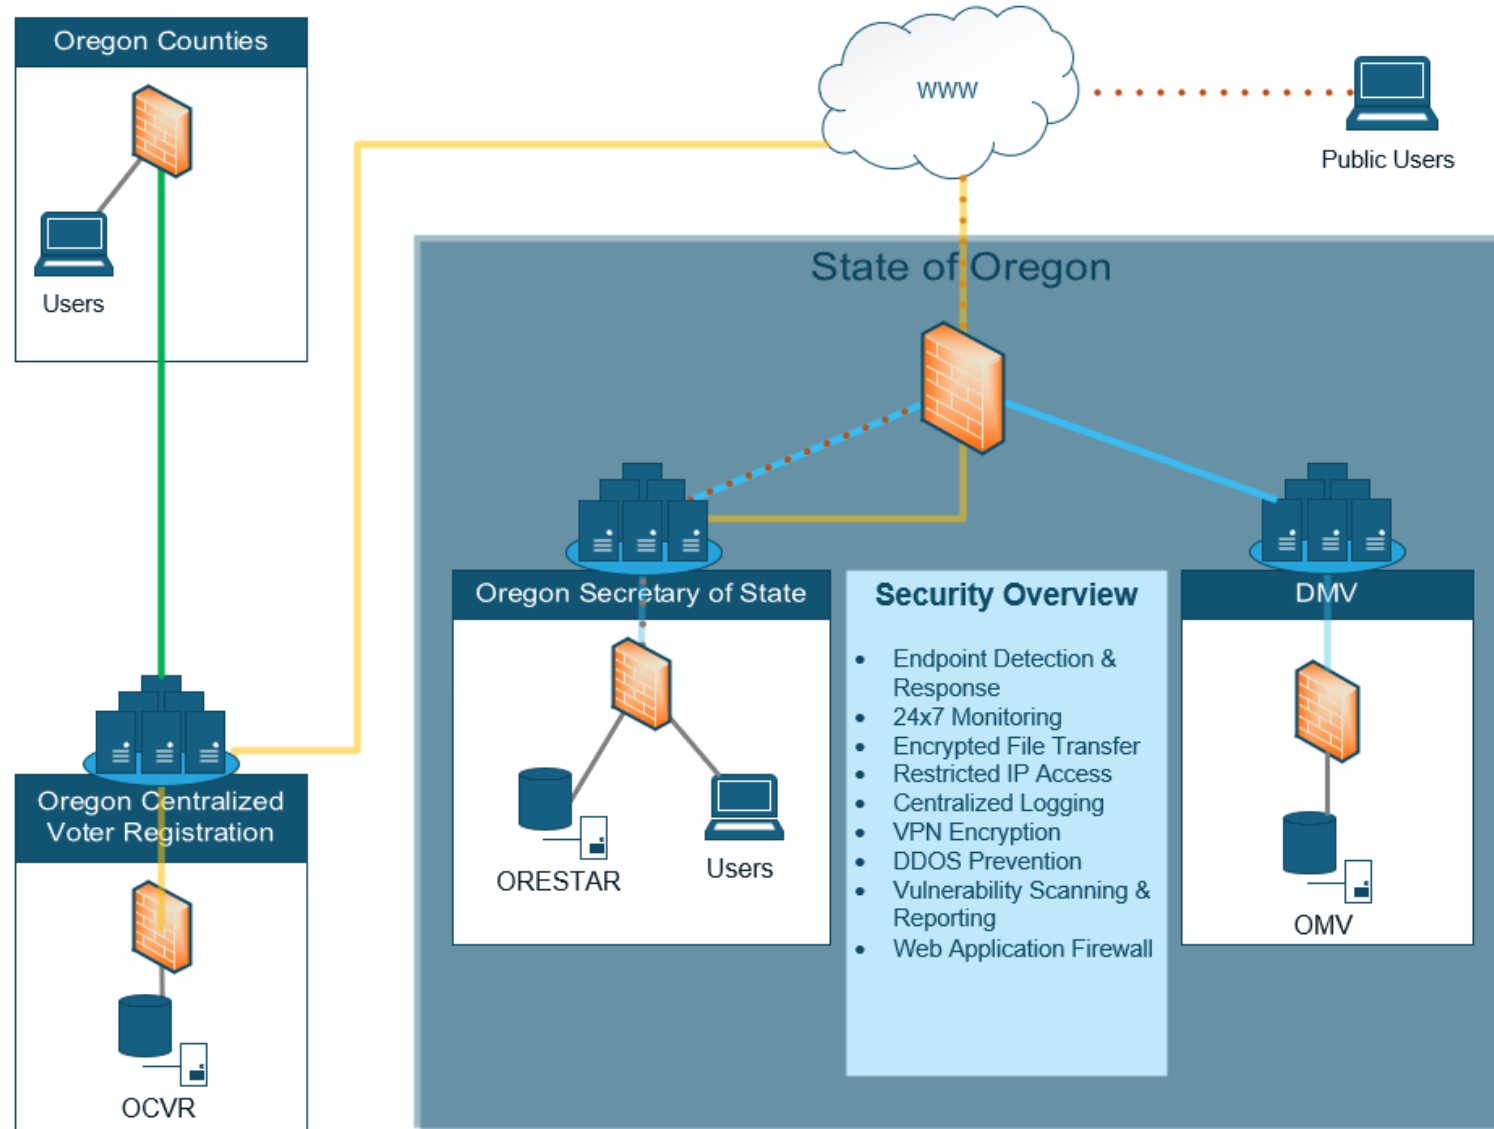 Oregon Counties
Users
www
Public Users
State of Oregon
Oregon Secretary of State
ORESTAR
Users
Security Overview
• Endpoint Detection &
Response
• 24x7 Monitoring
• Encrypted File Transfer
• Restricted IP Access
• Centralized Logging
• VPN Encryption
• DDOS Prevention
• Vulnerability Scanning &
Reporting
• Web Application Firewall
DMV
OMV
Oregon Centralized
Voter Registration
OCVR